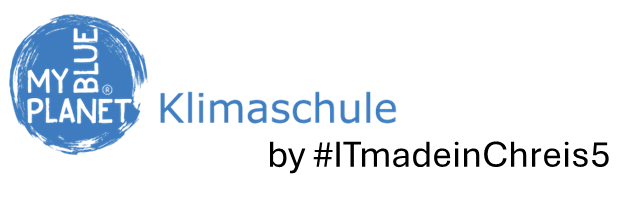 MY BLUE
PLANET®
Klimaschule
by #ITmadeinChreis5